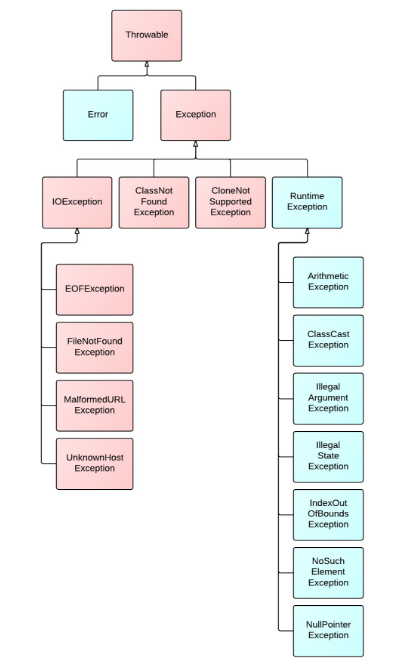 Throwable
Error
Exception
IOException
ClassNot
Found
Exception
CloneNot
Supported
Exception
Runtime
Exception
EOFException
FileNotFound
Exception
MalformedURL
Exception
UnknownHost
Exception
Arithmetic
Exception
ClassCast
Exception
Illegal
Argument
Exception
Illegal
State
Exception
IndexOut
OfBounds
Exception
NoSuch
Element
Exception
NullPointer
Exception